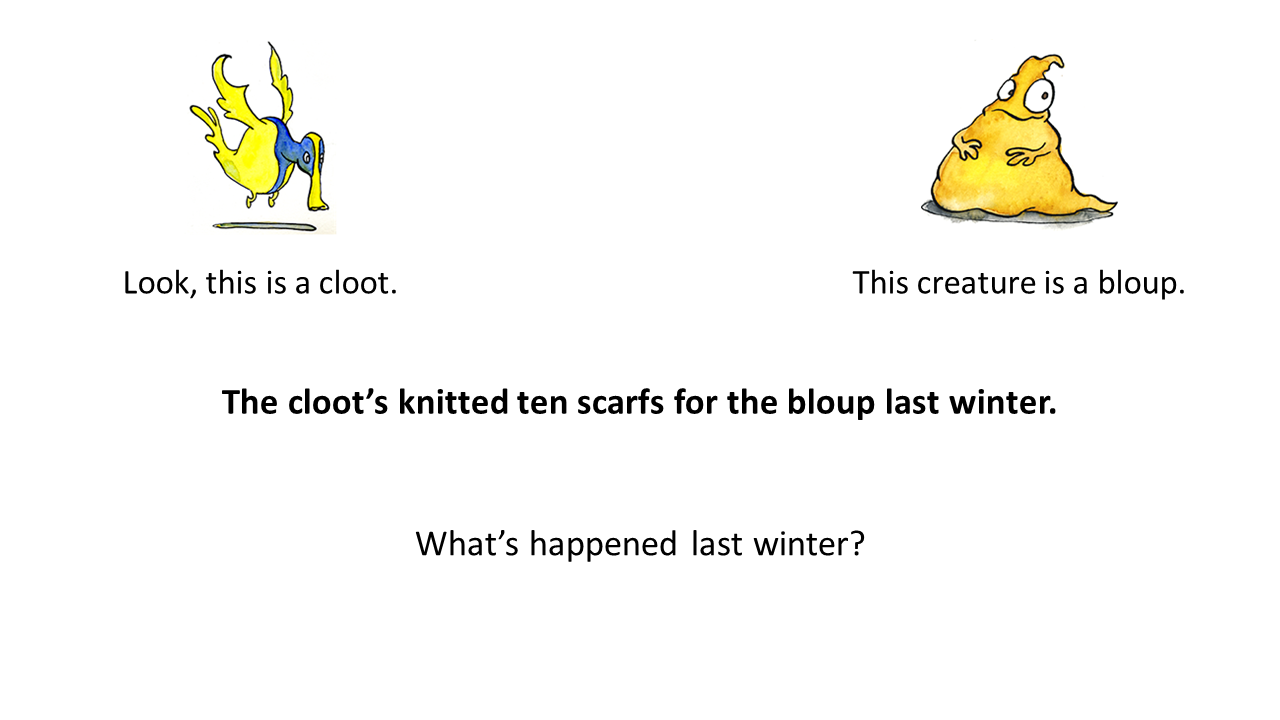 Look, this is a cloot.
This creature is a bloup.
The cloot’s knitted ten scarfs for the bloup last winter.
What’s happened last winter?